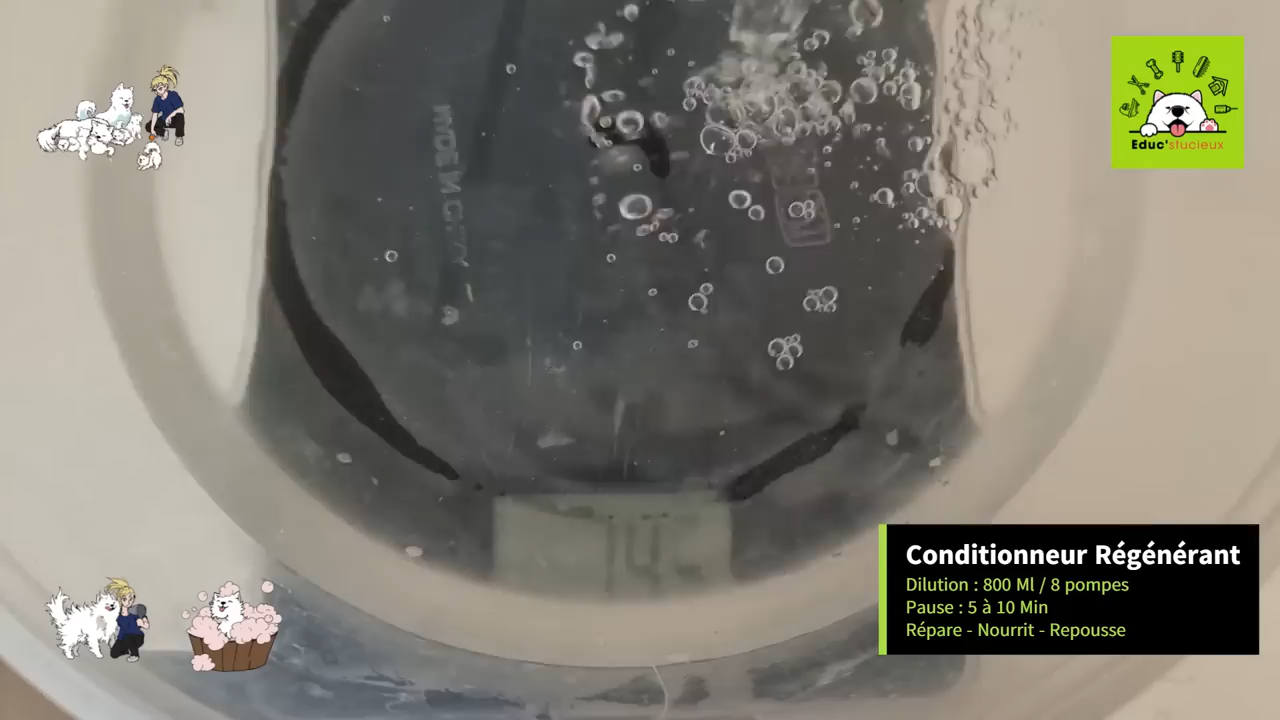 Educ'stucieux
Conditionneur Régénérant
Dilution : 800 Ml / 8 pompes
Pause : 5 à 10 Min
Répare - Nourrit - Repousse